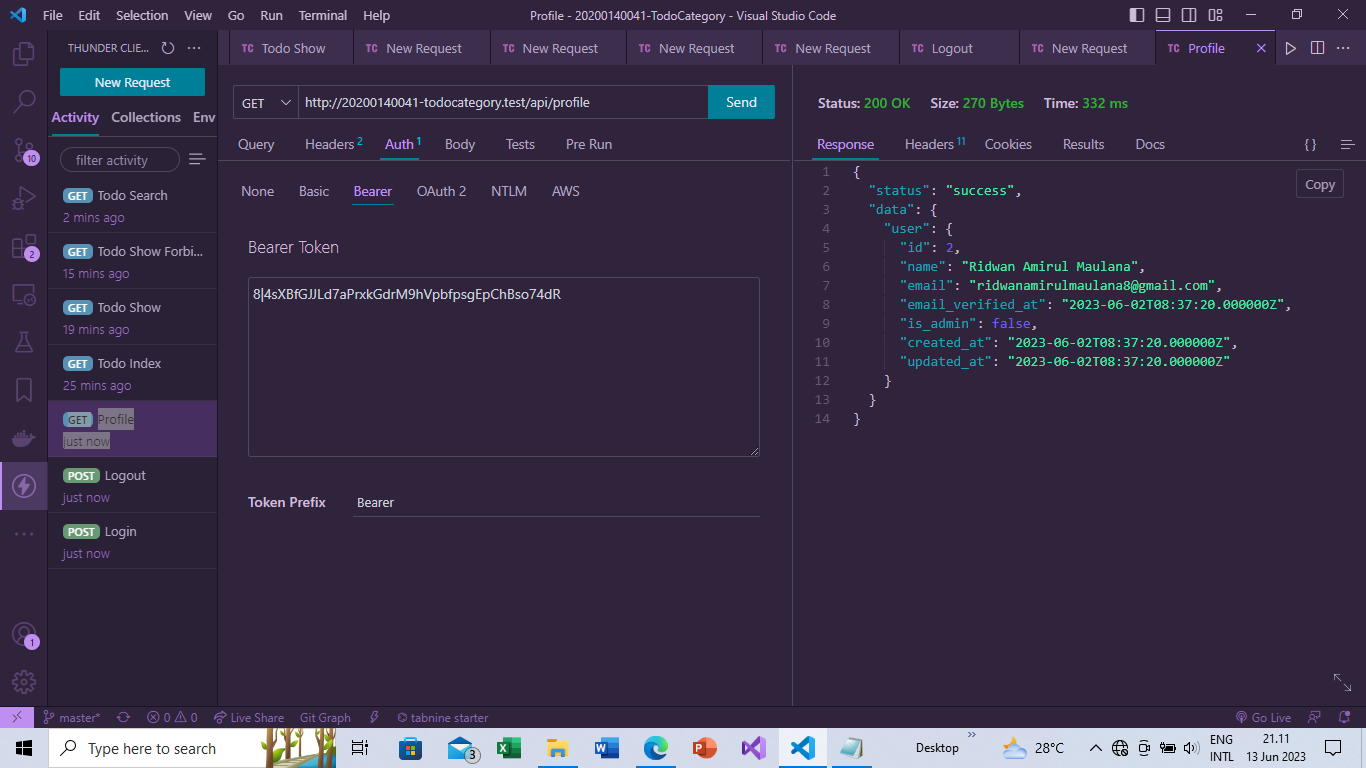 File Edit Selection View Go Run Terminal Help
Profile - 20200140041-TodoCategory - Visual Studio Code
THUNDER CLIE...
New Request
Activity Collections Env
filter activity
GET Todo Search
2 mins ago
GET Todo Show Forbi...
15 mins ago
GET Todo Show
19 mins ago
GET Todo Index
25 mins ago
GET Profile
just now
POST Logout
just now
POST Login
just now
10
2
1
TC Todo Show
TC New Request
TC New Request
TC New Request
TC New Request
TC Logout
TC New Request
TC Profile
GET http://20200140041-todocategory.test/api/profile Send
Query Headers 2 Auth 1 Body Tests Pre Run
None Basic Bearer OAuth 2 NTLM AWS
Bearer Token
8|4sXBfGJJLd7aPrxkGdrM9hVpbfpsgEpChBso74dR
Token Prefix Bearer
Status: 200 OK Size: 270 Bytes Time: 332 ms
Response Headers 11 Cookies Results Docs { }
Copy
1 {
2 "status": "success",
3 "data": {
4 "user": {
5 "id": 2,
6 "name": "Ridwan Amirul Maulana",
7 "email": "ridwanamirulmaulana8@gmail.com",
8 "email_verified_at": "2023-06-02T08:37:20.000000Z",
9 "is_admin": false,
10 "created_at": "2023-06-02T08:37:20.000000Z",
11 "updated_at": "2023-06-02T08:37:20.000000Z"
12 }
13 }
14 }
master* 0 0 Live Share Git Graph tabnine starter Go Live
Type here to search
3
Desktop
28°C
ENG
INTL
21.11
13 Jun 2023